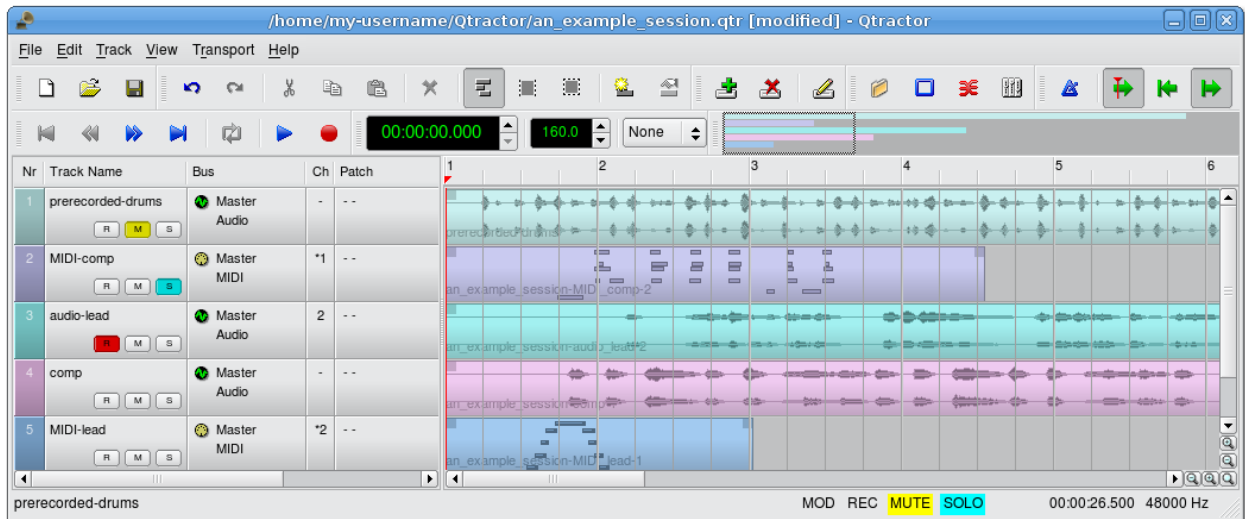 /home/my-username/Qtractor/an_example_session.qtr [modified] - Qtractor
File Edit Track View Transport Help
00:00:00.000 160.0 None
Nr Track Name Bus Ch Patch 1 2 3 4 5 6
1 prerecorded-drums Master Audio - - -
R M S
prerecorded-drums
2 MIDI-comp Master MIDI *1 - -
R M S
an_example_session-MIDI_comp-2
3 audio-lead Master Audio 2 - -
R M S
an_example_session-audio_lead-2
4 comp Master Audio - - -
R M S
an_example_session-comp
5 MIDI-lead Master MIDI *2 - -
R M S
an_example_session-MIDI_lead-1
prerecorded-drums MOD REC MUTE SOLO 00:00:26.500 48000 Hz